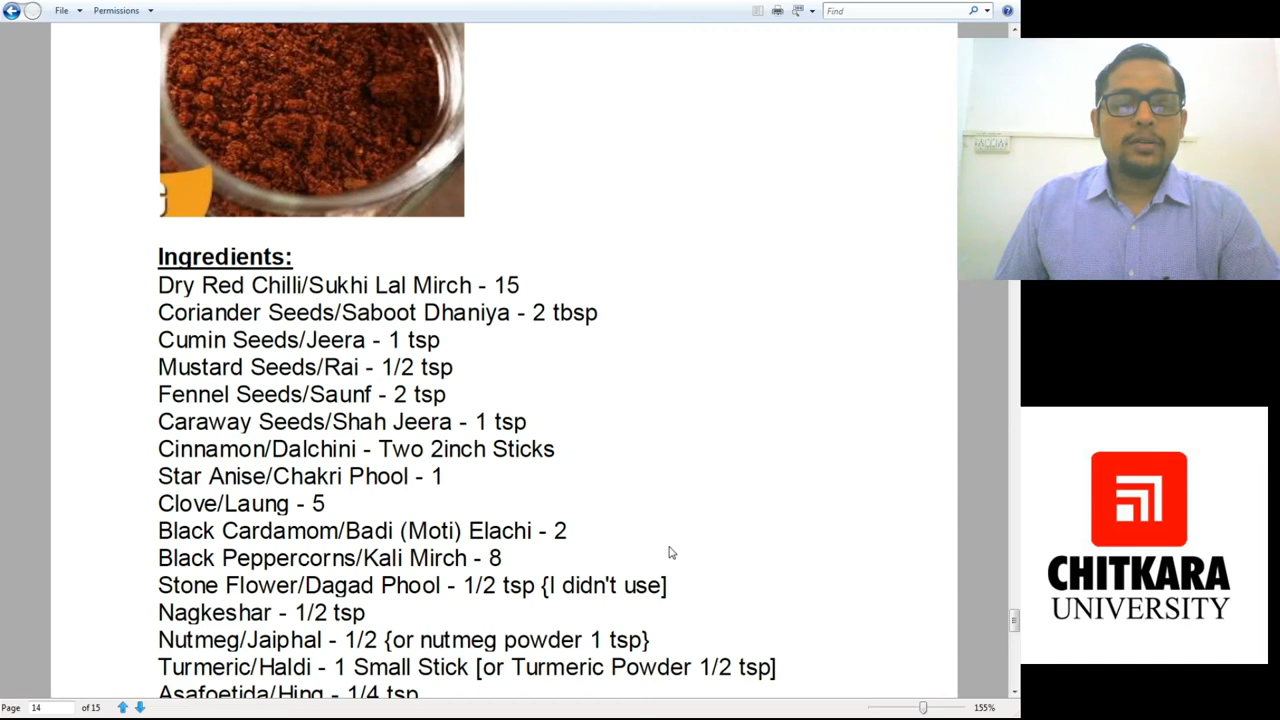 File
Permissions
Find
Ingredients:
Dry Red Chilli/Sukhi Lal Mirch - 15
Coriander Seeds/Saboot Dhaniya - 2 tbsp
Cumin Seeds/Jeera - 1 tsp
Mustard Seeds/Rai - 1/2 tsp
Fennel Seeds/Saunf - 2 tsp
Caraway Seeds/Shah Jeera - 1 tsp
Cinnamon/Dalchini - Two 2inch Sticks
Star Anise/Chakri Phool - 1
Clove/Laung - 5
Black Cardamom/Badi (Moti) Elachi - 2
Black Peppercorns/Kali Mirch - 8
Stone Flower/Dagad Phool - 1/2 tsp {I didn't use]
Nagkeshar - 1/2 tsp
Nutmeg/Jaiphal - 1/2 {or nutmeg powder 1 tsp}
Turmeric/Haldi - 1 Small Stick [or Turmeric Powder 1/2 tsp]
Asafoetida/Hing - 1/4 tsp
CHITKARA
UNIVERSITY
Page 14 of 15
155%